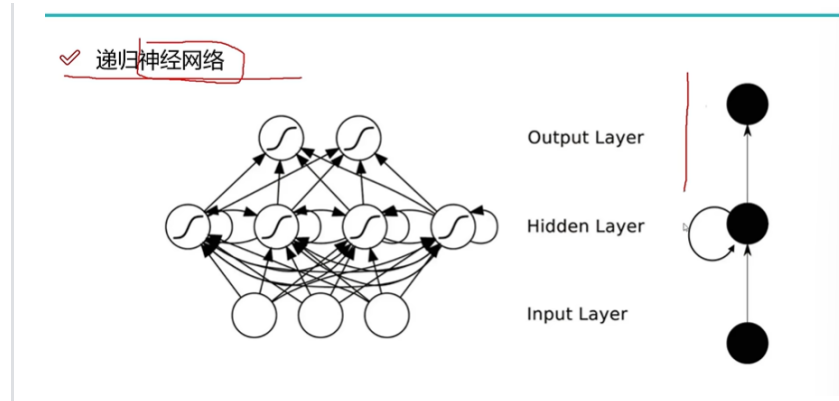 递归神经网络
Output Layer
Hidden Layer
Input Layer